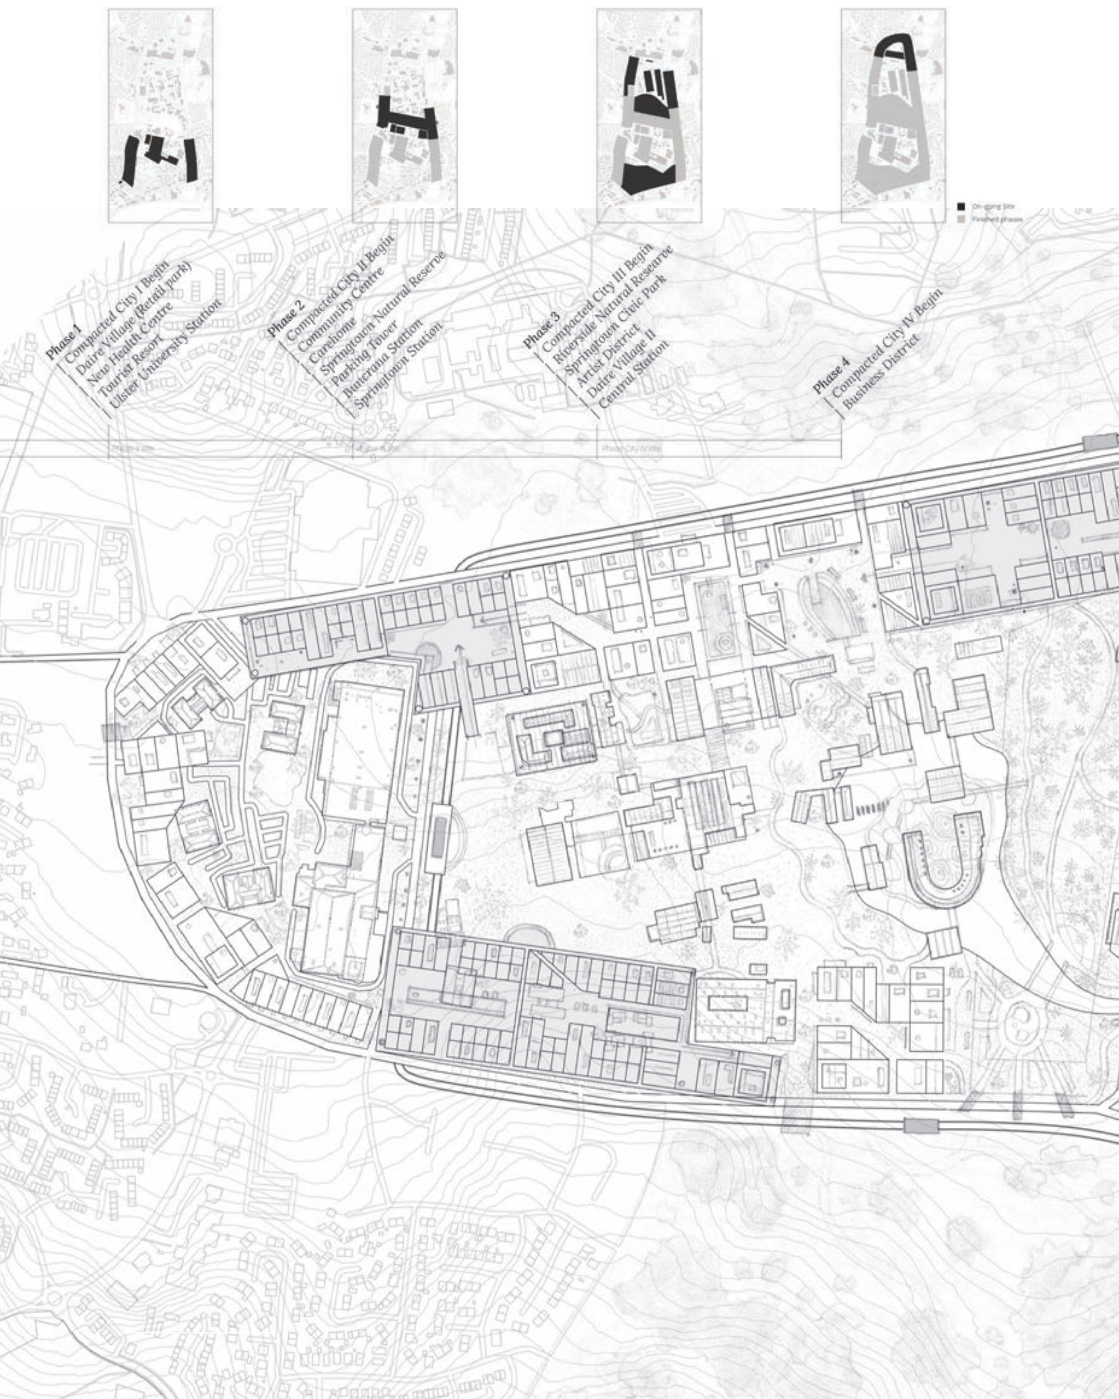 On-going Site
Finished phases
Phase 1
Compacted City I Begin
Daire Village (Retail park)
New Health Centre
Tourist Resort
Ulster University Station
Phase 2
Compacted City II Begin
Community Centre
Carehome
Springtown Natural Reserve
Parking Tower
Buncrana Station
Springtown Station
Phase 3
Compacted City III Begin
Riverside Natural Researve
Springtown Civic Park
Artist District
Daire Village II
Central Station
Phase 4
Compacted City IV Begin
Business District